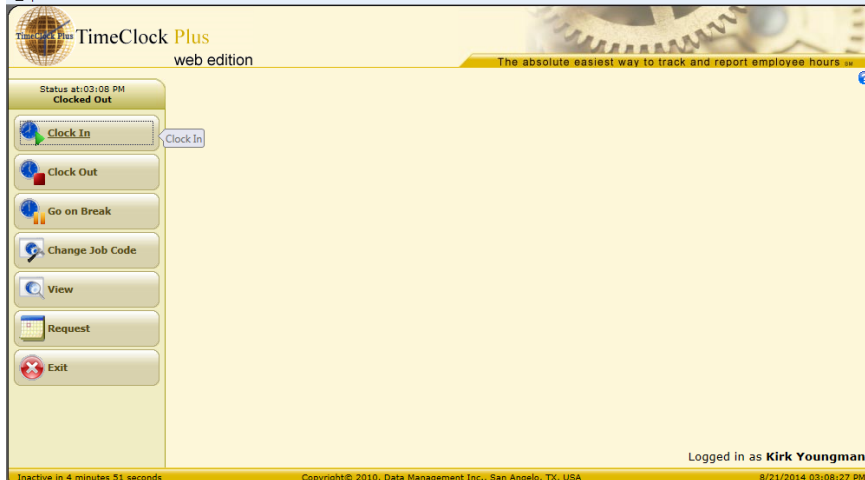 TimeClock Plus
TimeClock Plus
web edition
The absolute easiest way to track and report employee hours SM
Status at:03:08 PM
Clocked Out
Clock In
Clock In
Clock Out
Go on Break
Change Job Code
View
Request
Exit
Logged in as Kirk Youngman
Inactive in 4 minutes 51 seconds
Copyright© 2010, Data Management Inc., San Angelo, TX, USA
8/21/2014 03:08:27 PM